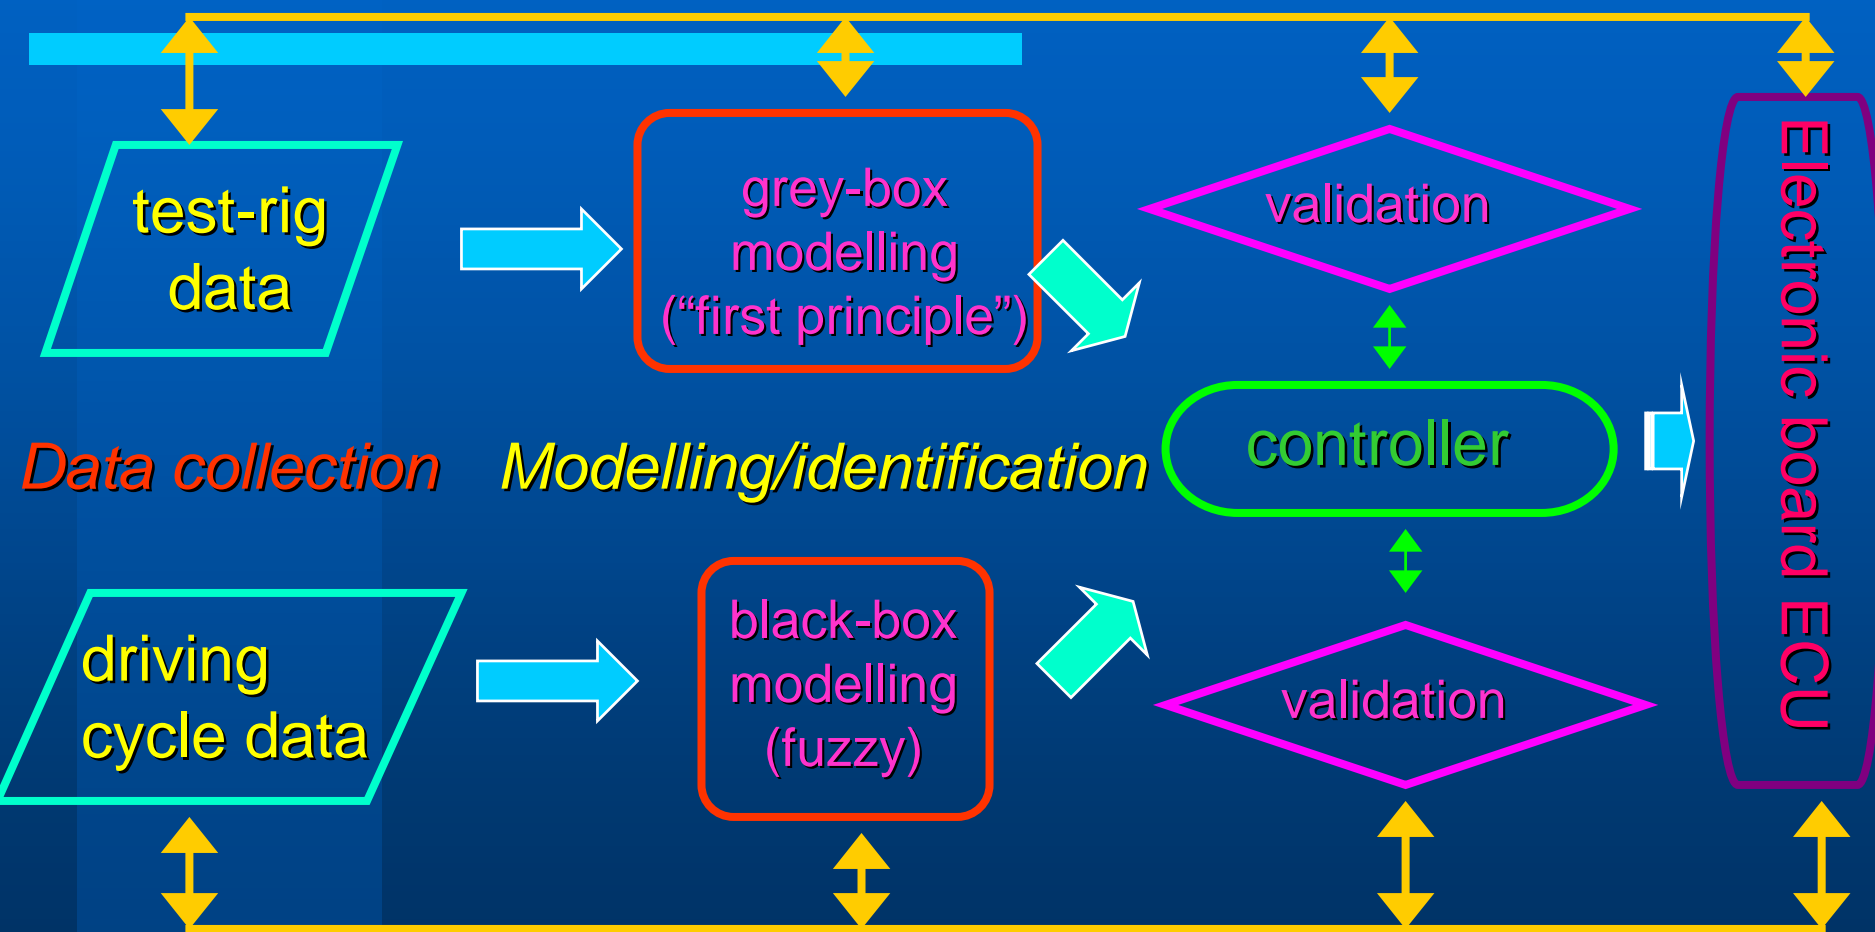 test-rig
data
grey-box
modelling
(“first principle”)
validation
Data collection
Modelling/identification
controller
Electronic board ECU
driving
cycle data
black-box
modelling
(fuzzy)
validation